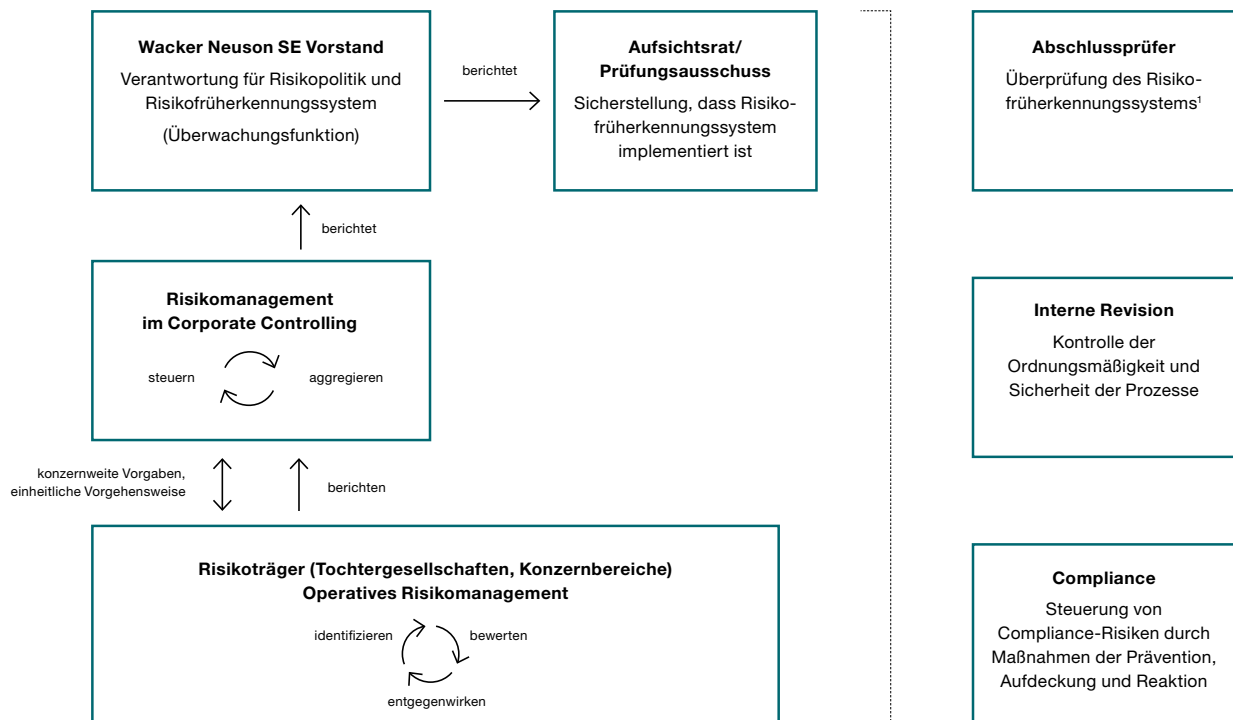 Wacker Neuson SE Vorstand
Verantwortung für Risikopolitik und
Risikofrüherkennungssystem
(Überwachungsfunktion)
berichtet
Aufsichtsrat/
Prüfungsausschuss
Sicherstellung, dass Risiko-
früherkennungssystem
implementiert ist
Abschlussprüfer
Überprüfung des Risiko-
früherkennungssystems¹
berichtet
Risikomanagement
im Corporate Controlling
steuern
aggregieren
Interne Revision
Kontrolle der
Ordnungsmäßigkeit und
Sicherheit der Prozesse
konzernweite Vorgaben,
einheitliche Vorgehensweise
berichten
Risikoträger (Tochtergesellschaften, Konzernbereiche)
Operatives Risikomanagement
identifizieren
bewerten
entgegenwirken
Compliance
Steuerung von
Compliance-Risiken durch
Maßnahmen der Prävention,
Aufdeckung und Reaktion